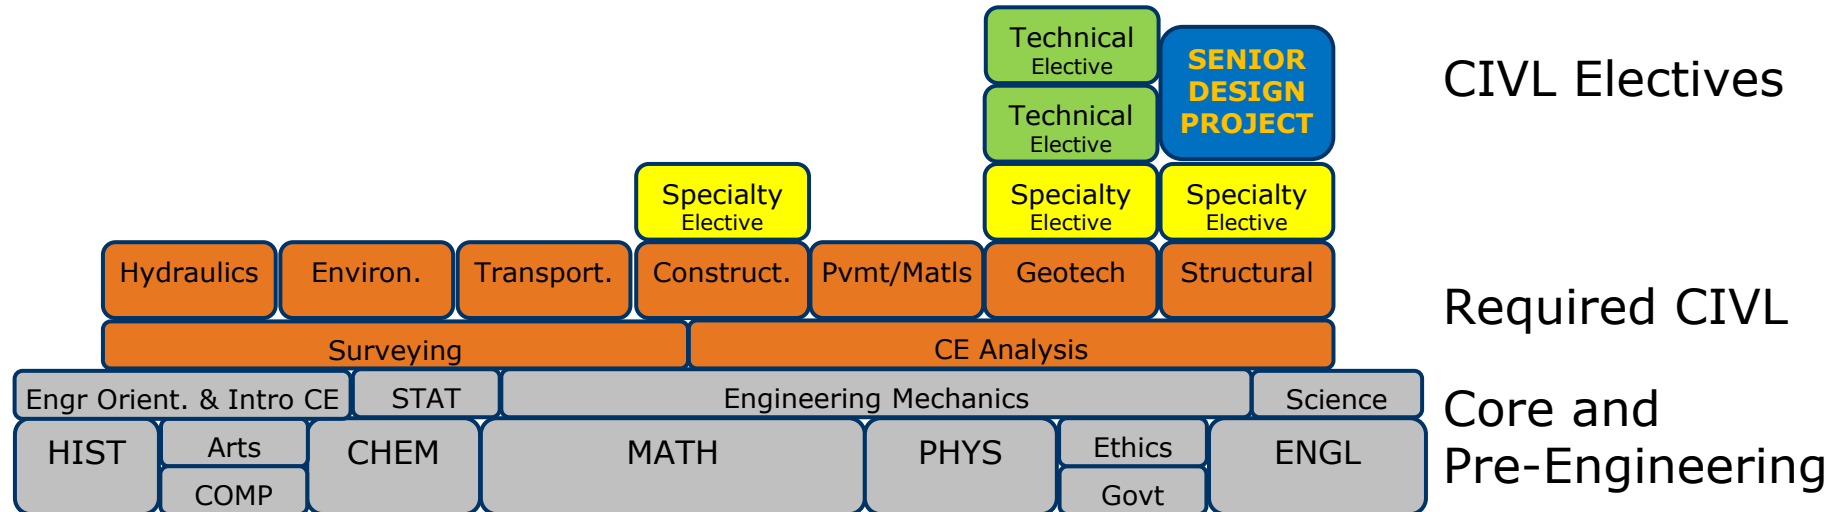 Technical
Elective
SENIOR
DESIGN
PROJECT
CIVL Electives
Technical
Elective
Specialty
Elective
Specialty
Elective
Specialty
Elective
Hydraulics
Environ.
Transport.
Construct.
Pvmt/Matls
Geotech
Structural
Required CIVL
Surveying
CE Analysis
Engr Orient. & Intro CE
STAT
Engineering Mechanics
Science
Core and
Pre-Engineering
HIST
Arts
COMP
CHEM
MATH
PHYS
Ethics
Govt
ENGL